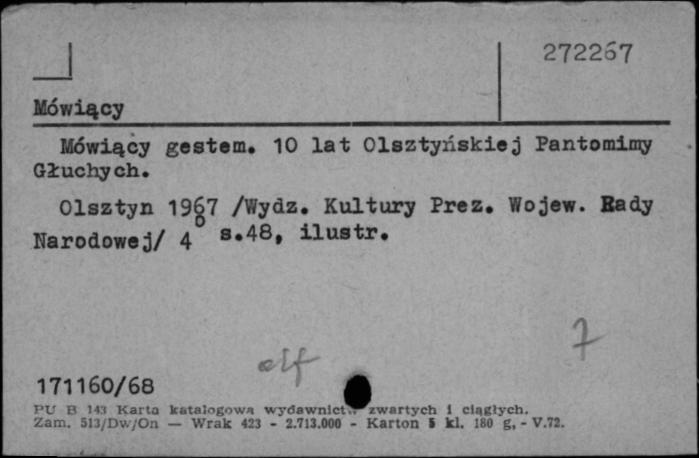 272267
Mówiący
Mówiący gestem. 10 lat Olsztyńskiej Pantomimy
Głuchych.
Olsztyn 1967 /Wydz. Kultury Prez. Wojew. Rady
Narodowej/ 4° s.48, ilustr.
7
171160/68
PU B 143 Karta katalogowa wydawnictw zwartych i ciągłych.
Zam. 513/Dw/On — Wrak 423 - 2.713.000 - Karton 5 kl. 180 g, - V.72.